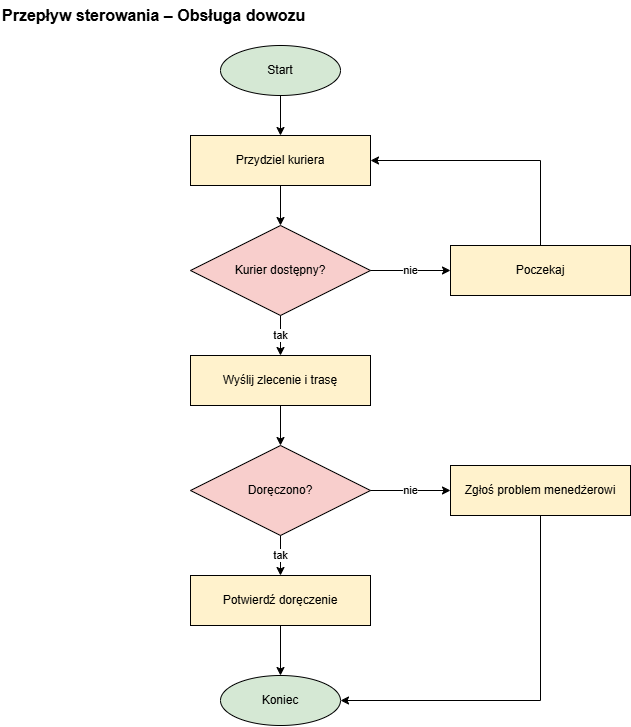 Przepływ sterowania – Obsługa dowozu
Start
Przydziel kuriera
Kurier dostępny?
nie
Poczekaj
tak
Wyślij zlecenie i trasę
Doręczono?
nie
Zgłoś problem menedżerowi
tak
Potwierdź doręczenie
Koniec